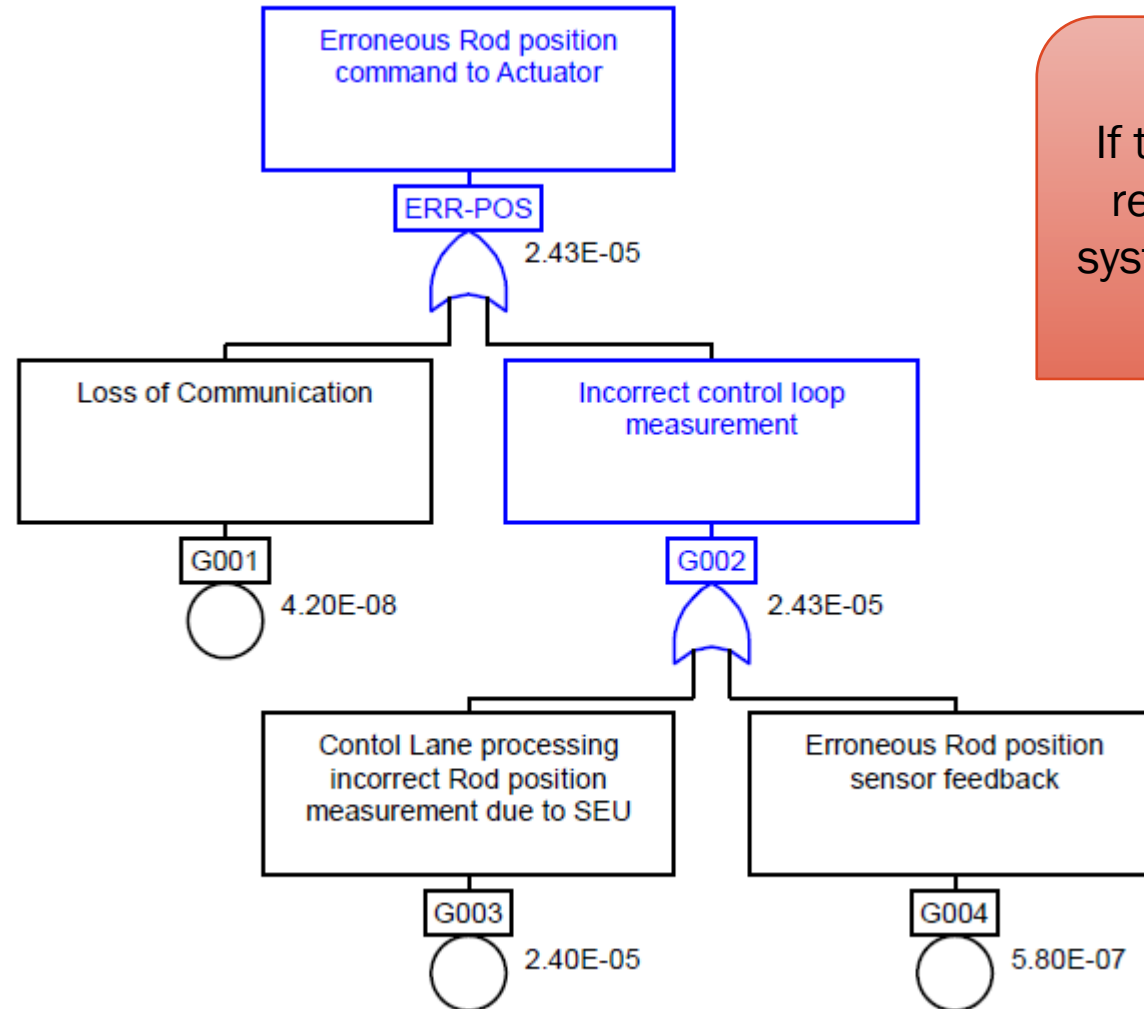 Erroneous Rod position
command to Actuator
ERR-POS
2.43E-05
If t
re
syst
Loss of Communication
G001
4.20E-08
Incorrect control loop
measurement
G002
2.43E-05
Contol Lane processing
incorrect Rod position
measurement due to SEU
G003
2.40E-05
Erroneous Rod position
sensor feedback
G004
5.80E-07